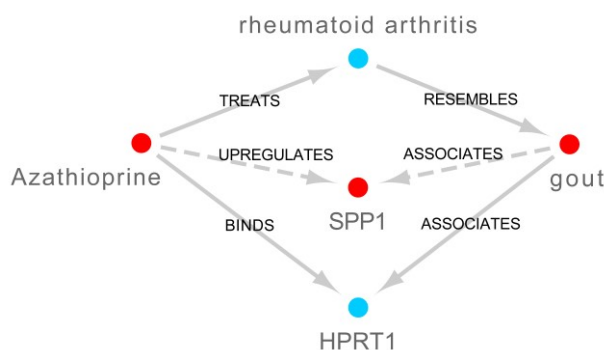 rheumatoid arthritis
TREATS
RESEMBLES
UPREGULATES
ASSOCIATES
Azathioprine
SPP1
gout
BINDS
ASSOCIATES
HPRT1